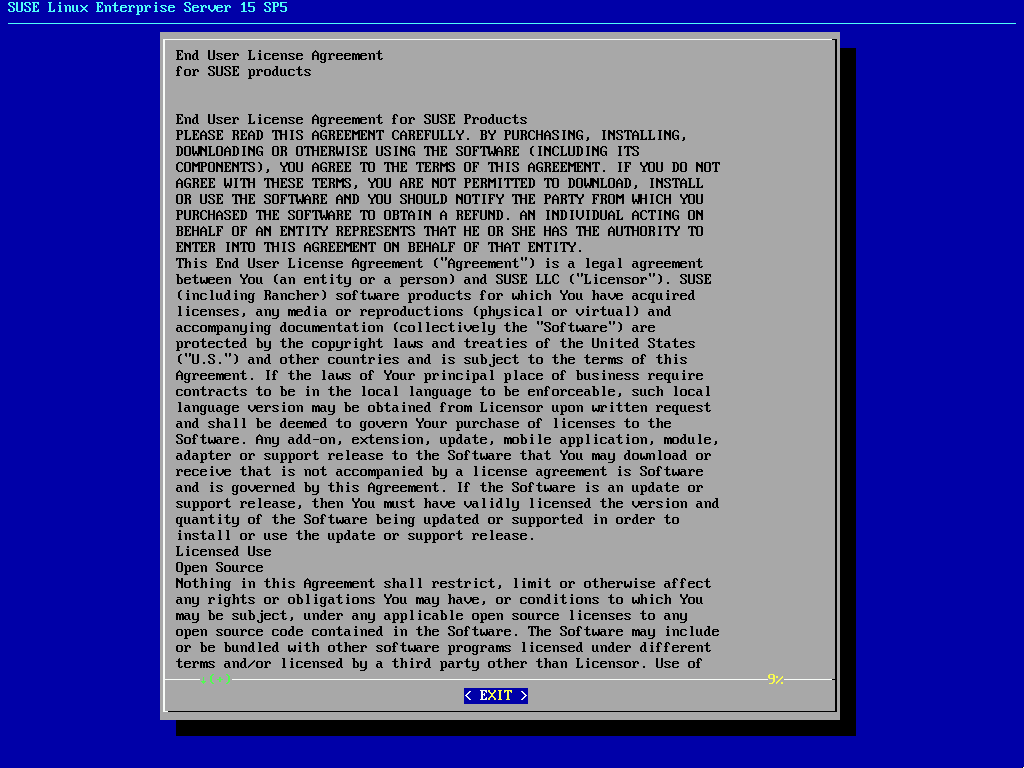 SUSE Linux Enterprise Server 15 SP5
End User License Agreement
for SUSE products
End User License Agreement for SUSE Products
PLEASE READ THIS AGREEMENT CAREFULLY. BY PURCHASING, INSTALLING,
DOWNLOADING OR OTHERWISE USING THE SOFTWARE (INCLUDING ITS
COMPONENTS), YOU AGREE TO THE TERMS OF THIS AGREEMENT. IF YOU DO NOT
AGREE WITH THESE TERMS, YOU ARE NOT PERMITTED TO DOWNLOAD, INSTALL
OR USE THE SOFTWARE AND YOU SHOULD NOTIFY THE PARTY FROM WHICH YOU
PURCHASED THE SOFTWARE TO OBTAIN A REFUND. AN INDIVIDUAL ACTING ON
BEHALF OF AN ENTITY REPRESENTS THAT HE OR SHE HAS THE AUTHORITY TO
ENTER INTO THIS AGREEMENT ON BEHALF OF THAT ENTITY.
This End User License Agreement ("Agreement") is a legal agreement
between You (an entity or a person) and SUSE LLC ("Licensor"). SUSE
(including Rancher) software products for which You have acquired
licenses, any media or reproductions (physical or virtual) and
accompanying documentation (collectively the "Software") are
protected by the copyright laws and treaties of the United States
("U.S.") and other countries and is subject to the terms of this
Agreement. If the laws of Your principal place of business require
contracts to be in the local language to be enforceable, such local
language version may be obtained from Licensor upon written request
and shall be deemed to govern Your purchase of licenses to the
Software. Any add-on, extension, update, mobile application, module,
adapter or support release to the Software that You may download or
receive that is not accompanied by a license agreement is Software
and is governed by this Agreement. If the Software is an update or
support release, then You must have validly licensed the version and
quantity of the Software being updated or supported in order to
install or use the update or support release.
Licensed Use
Open Source
Nothing in this Agreement shall restrict, limit or otherwise affect
any rights or obligations You may have, or conditions to which You
may be subject, under any applicable open source licenses to any
open source code contained in the Software. The Software may include
or be bundled with other software programs licensed under different
terms and/or licensed by a third party other than Licensor. Use of
↓(+) 9%
< EXIT >